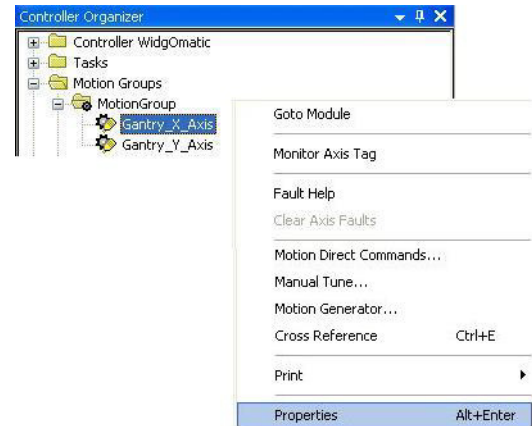 Controller Organizer
Controller WidgOmatic
Tasks
Motion Groups
MotionGroup
Gantry_X_Axis
Gantry_Y_Axis
Goto Module
Monitor Axis Tag
Fault Help
Clear Axis Faults
Motion Direct Commands...
Manual Tune...
Motion Generator...
Cross Reference Ctrl+E
Print
Properties Alt+Enter